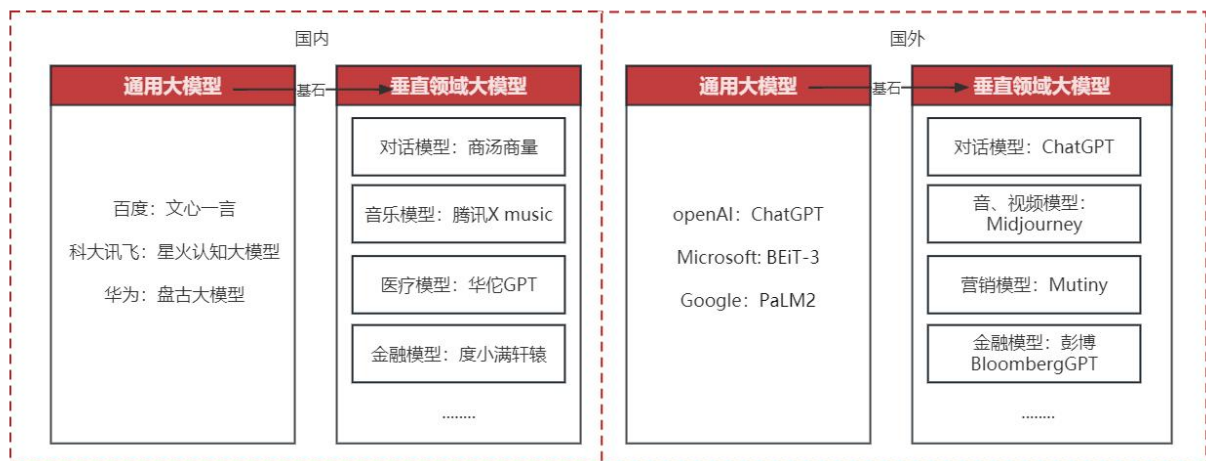 国内
通用大模型
基石
垂直领域大模型
百度：文心一言
科大讯飞：星火认知大模型
华为：盘古大模型
对话模型：商汤商量
音乐模型：腾讯X music
医疗模型：华佗GPT
金融模型：度小满轩辕
........
国外
通用大模型
基石
垂直领域大模型
openAI：ChatGPT
Microsoft: BEiT-3
Google：PaLM2
对话模型：ChatGPT
音、视频模型：
Midjourney
营销模型：Mutiny
金融模型：彭博
BloombergGPT
........